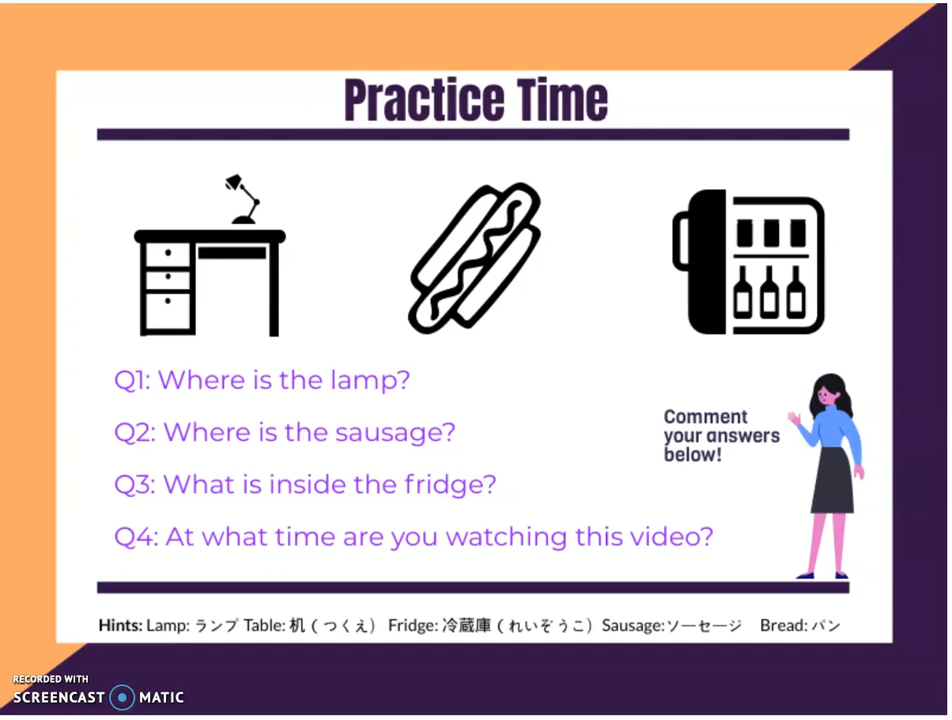 Practice Time
Q1: Where is the lamp?
Q2: Where is the sausage?
Q3: What is inside the fridge?
Q4: At what time are you watching this video?
Comment
your answers
below!
Hints: Lamp: ランプ Table: 机 (つくえ) Fridge: 冷蔵庫 (れいぞうこ) Sausage:ソーセージ Bread: パン
RECORDED WITH
SCREENCAST MATIC